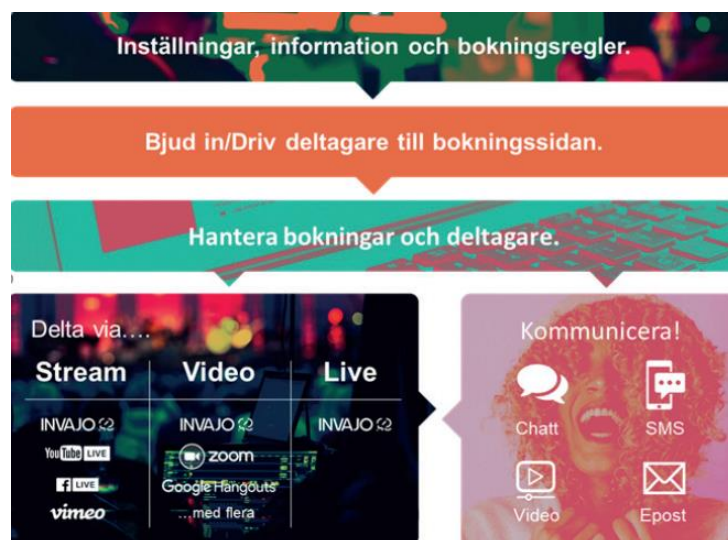 Inställningar, information och bokningsregler.
Bjud in/Driv deltagare till bokningssidan.
Hantera bokningar och deltagare.
Delta via....
Stream
Video
Live
INVAJO
YouTube LIVE
f LIVE
vimeo
INVAJO
zoom
Google Hangouts
...med flera
INVAJO
Kommunicera!
Chatt
SMS
Video
Epost